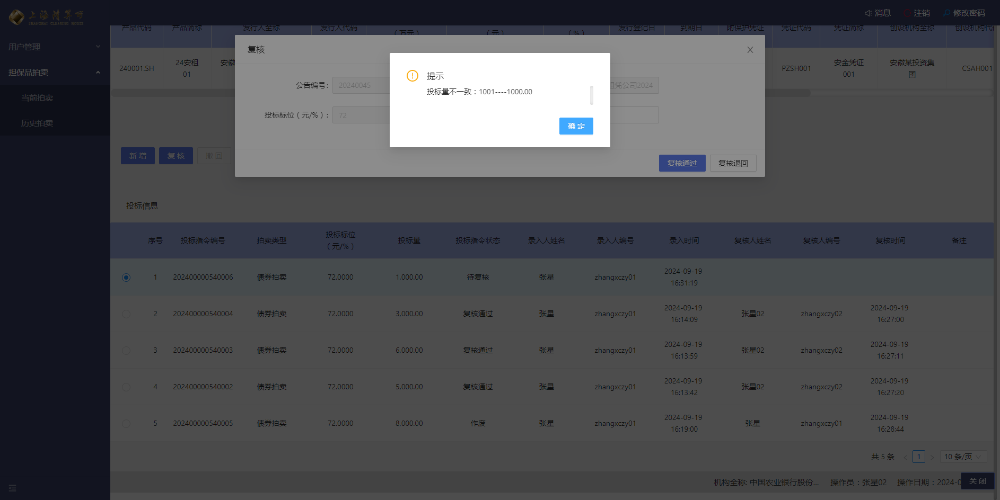 上海清算所
SHANGHAI CLEARING HOUSE
消息
注销
修改密码
用户管理
担保品拍卖
当前拍卖
历史拍卖
产品代码 产品简称 发行人全称 发行人代码 （万元） （元） （%） 发行登记日 到期日 附保护凭证 凭证代码 凭证简称 创设机构全称 创设机构代
240001.SH 24安租 安徽 PZSH001 安金凭证 安徽某投资集 CSAH001
01 001 团
复核
公告编号: 20240045 租凭公司2024
投标标位（元/%）: 72
提示
投标量不一致：1001----1000.00
确 定
新 增 复 核 撤 回
复核通过 复核退回
投标信息
序号 投标指令编号 拍卖类型 投标标位 投标量 投标指令状态 录入人姓名 录入人编号 录入时间 复核人姓名 复核人编号 复核时间 备注
（元/%）
1 202400000540006 债券拍卖 72.0000 1,000.00 待复核 张星 zhangxczy01 2024-09-19
16:31:19
2 202400000540004 债券拍卖 72.0000 3,000.00 复核通过 张星 zhangxczy01 2024-09-19 张星02 zhangxczy02 2024-09-19
16:14:09 16:27:00
3 202400000540003 债券拍卖 72.0000 6,000.00 复核通过 张星 zhangxczy01 2024-09-19 张星02 zhangxczy02 2024-09-19
16:13:59 16:27:11
4 202400000540002 债券拍卖 72.0000 5,000.00 复核通过 张星 zhangxczy01 2024-09-19 张星02 zhangxczy02 2024-09-19
16:13:42 16:27:20
5 202400000540005 债券拍卖 72.0000 8,000.00 作废 张星 zhangxczy01 2024-09-19 张星 zhangxczy01 2024-09-19
16:19:00 16:28:44
共 5 条 < 1 > 10 条/页
机构全称: 中国农业银行股份... 操作员：张星02 操作日期：2024-0
关 闭